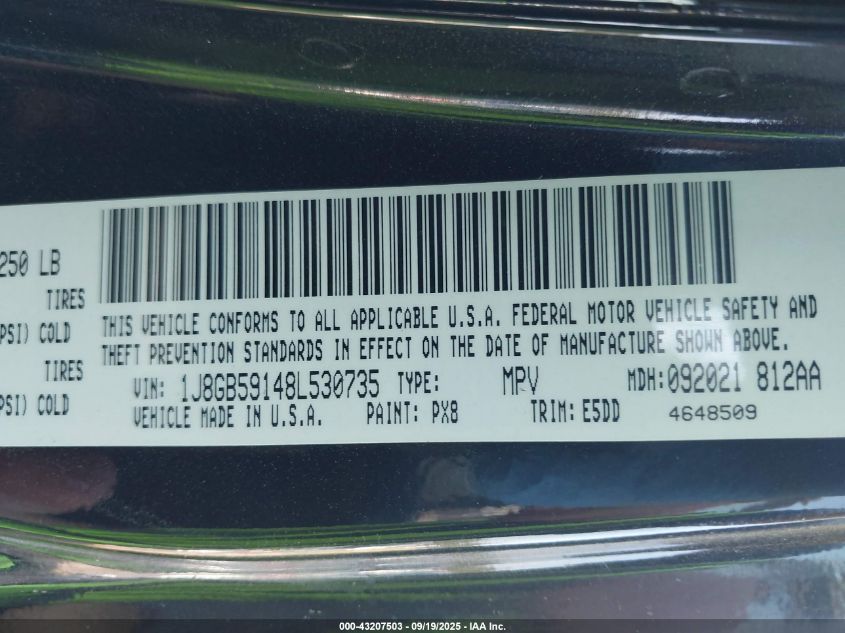 250 LB
TIRES
PSI) COLD
TIRES
PSI) COLD
THIS VEHICLE CONFORMS TO ALL APPLICABLE U.S.A. FEDERAL MOTOR VEHICLE SAFETY AND
THEFT PREVENTION STANDARDS IN EFFECT ON THE DATE OF MANUFACTURE SHOWN ABOVE.
VIN: 1J8GB59148L530735 TYPE: MPV MDH: 092021 812AA
VEHICLE MADE IN U.S.A. PAINT: PX8 TRIM: E5DD 4648509
000-43207503 - 09/19/2025 - IAA Inc.